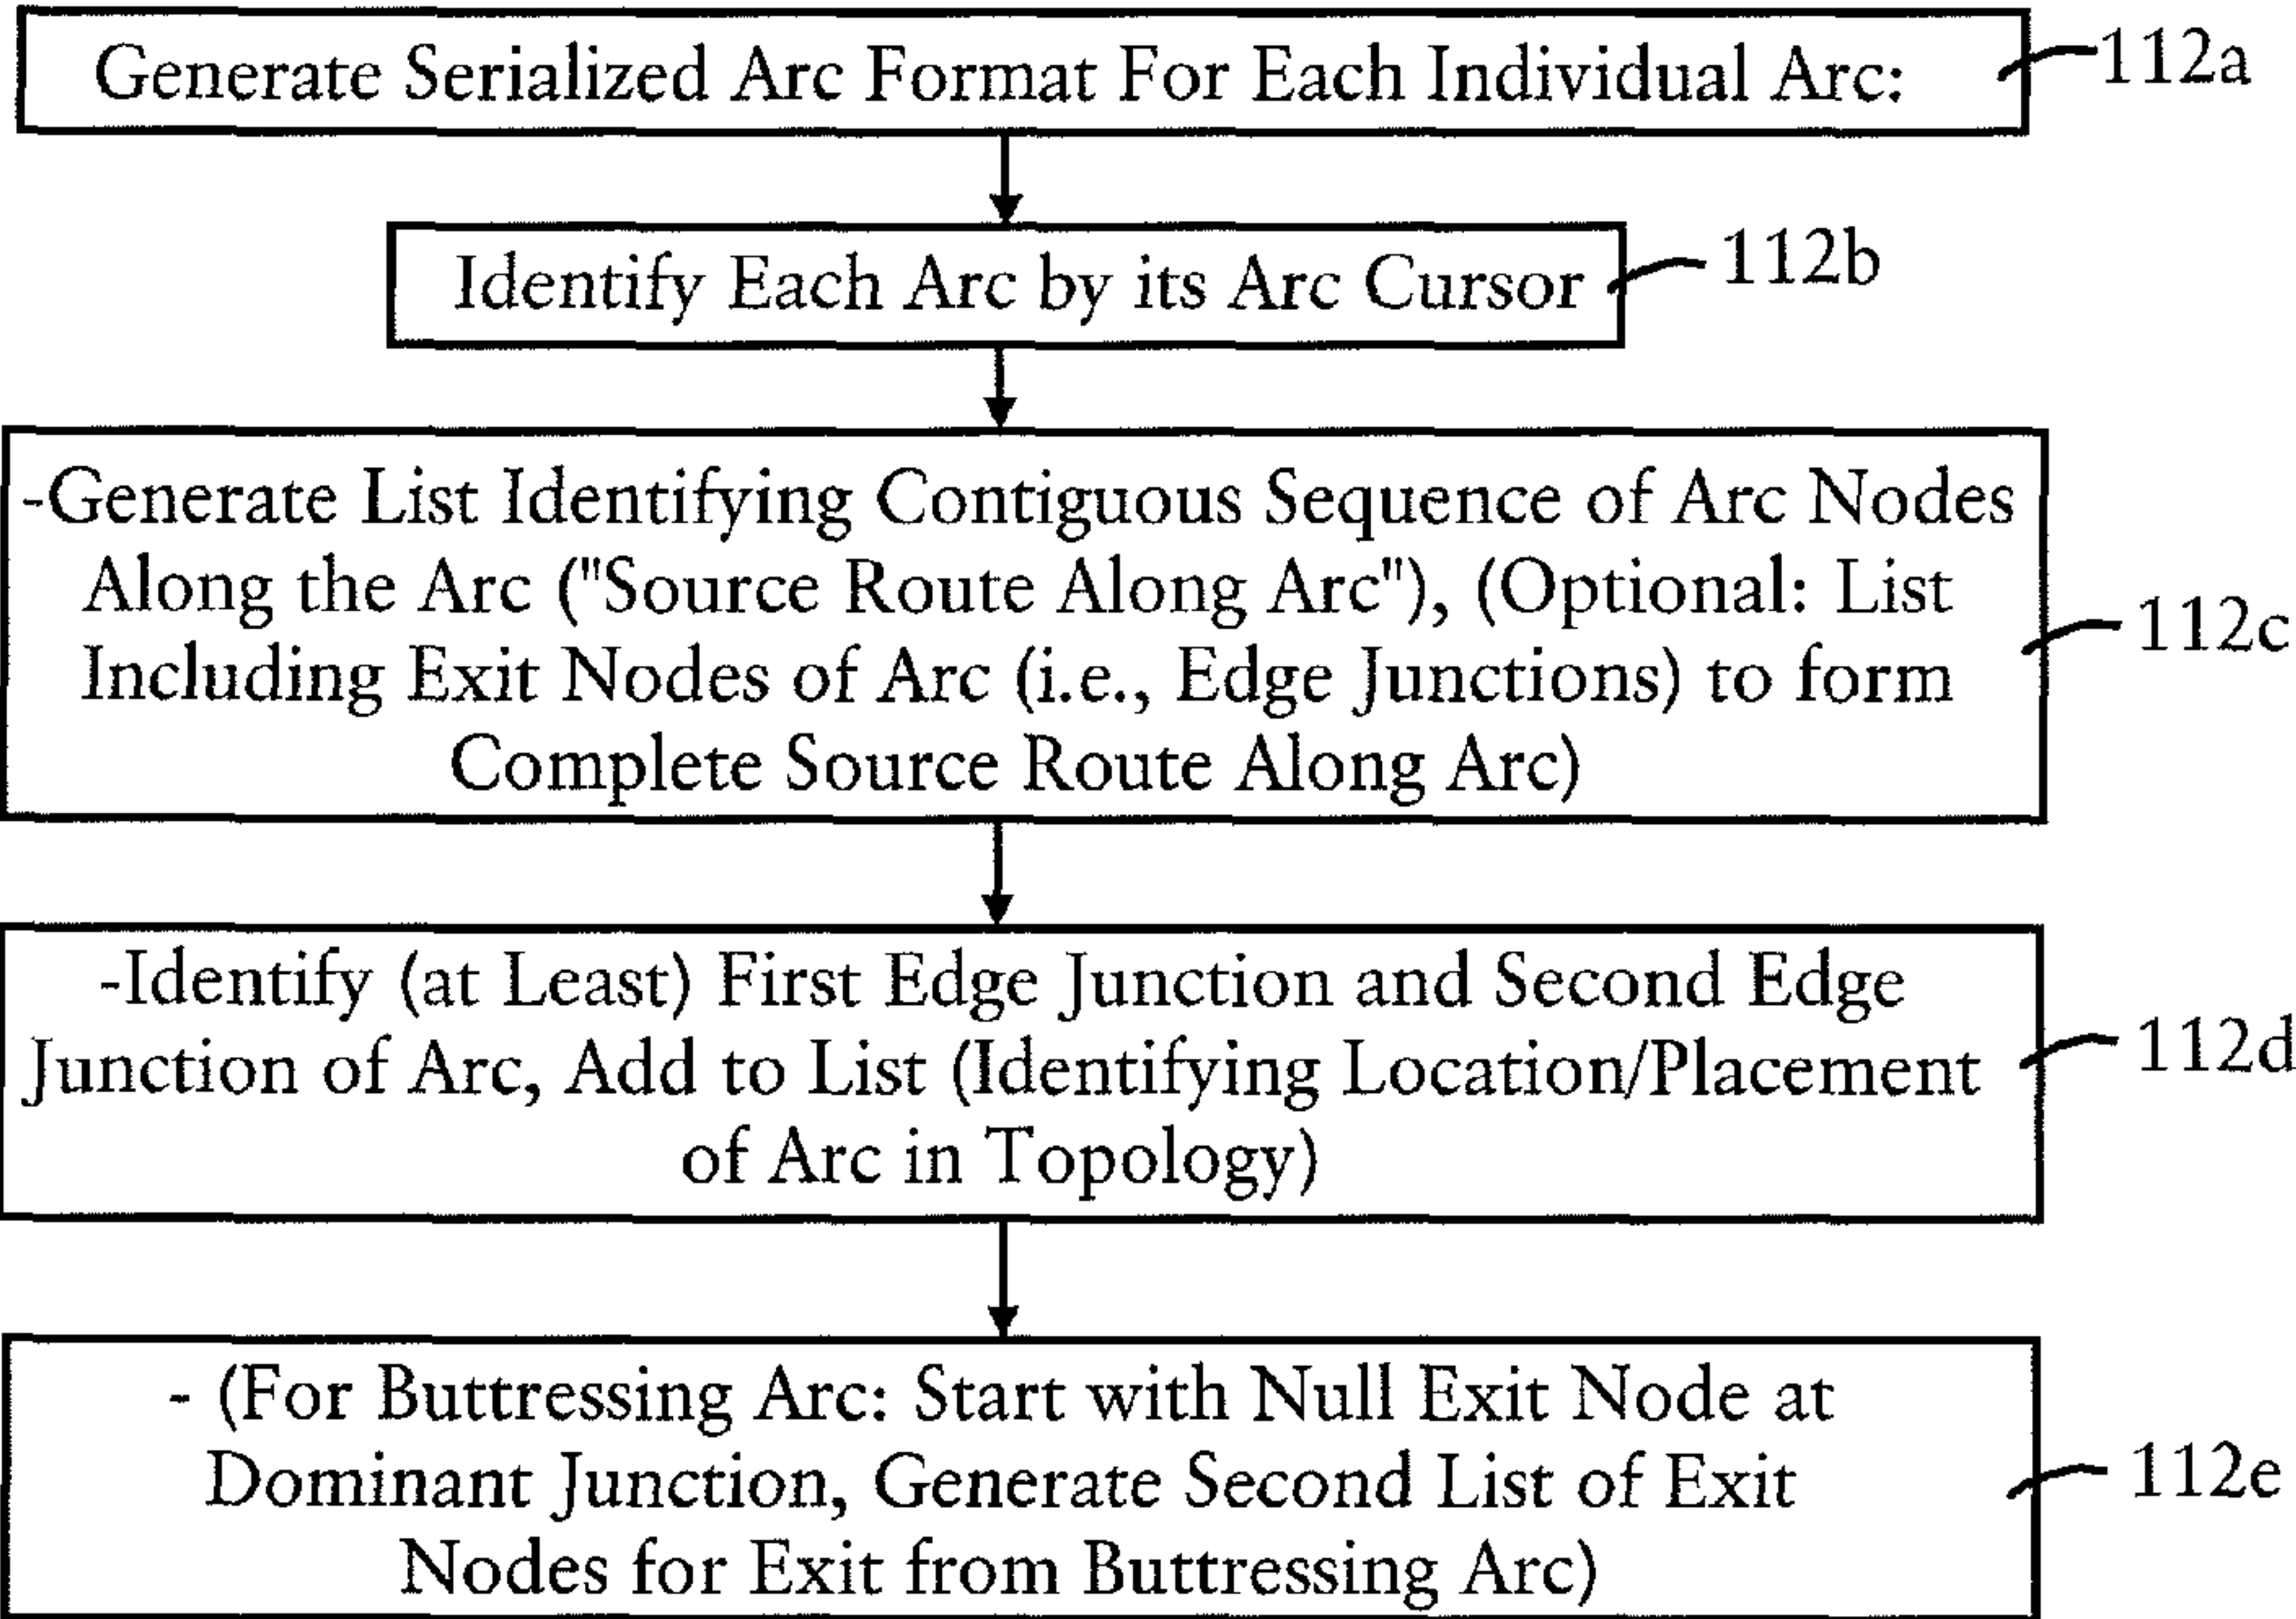 Generate Serialized Arc Format For Each Individual Arc:
112a
Identify Each Arc by its Arc Cursor
112b
-Generate List Identifying Contiguous Sequence of Arc Nodes
Along the Arc ("Source Route Along Arc"), (Optional: List
Including Exit Nodes of Arc (i.e., Edge Junctions) to form
Complete Source Route Along Arc)
112c
-Identify (at Least) First Edge Junction and Second Edge
Junction of Arc, Add to List (Identifying Location/Placement
of Arc in Topology)
112d
- (For Buttressing Arc: Start with Null Exit Node at
Dominant Junction, Generate Second List of Exit
Nodes for Exit from Buttressing Arc)
112e